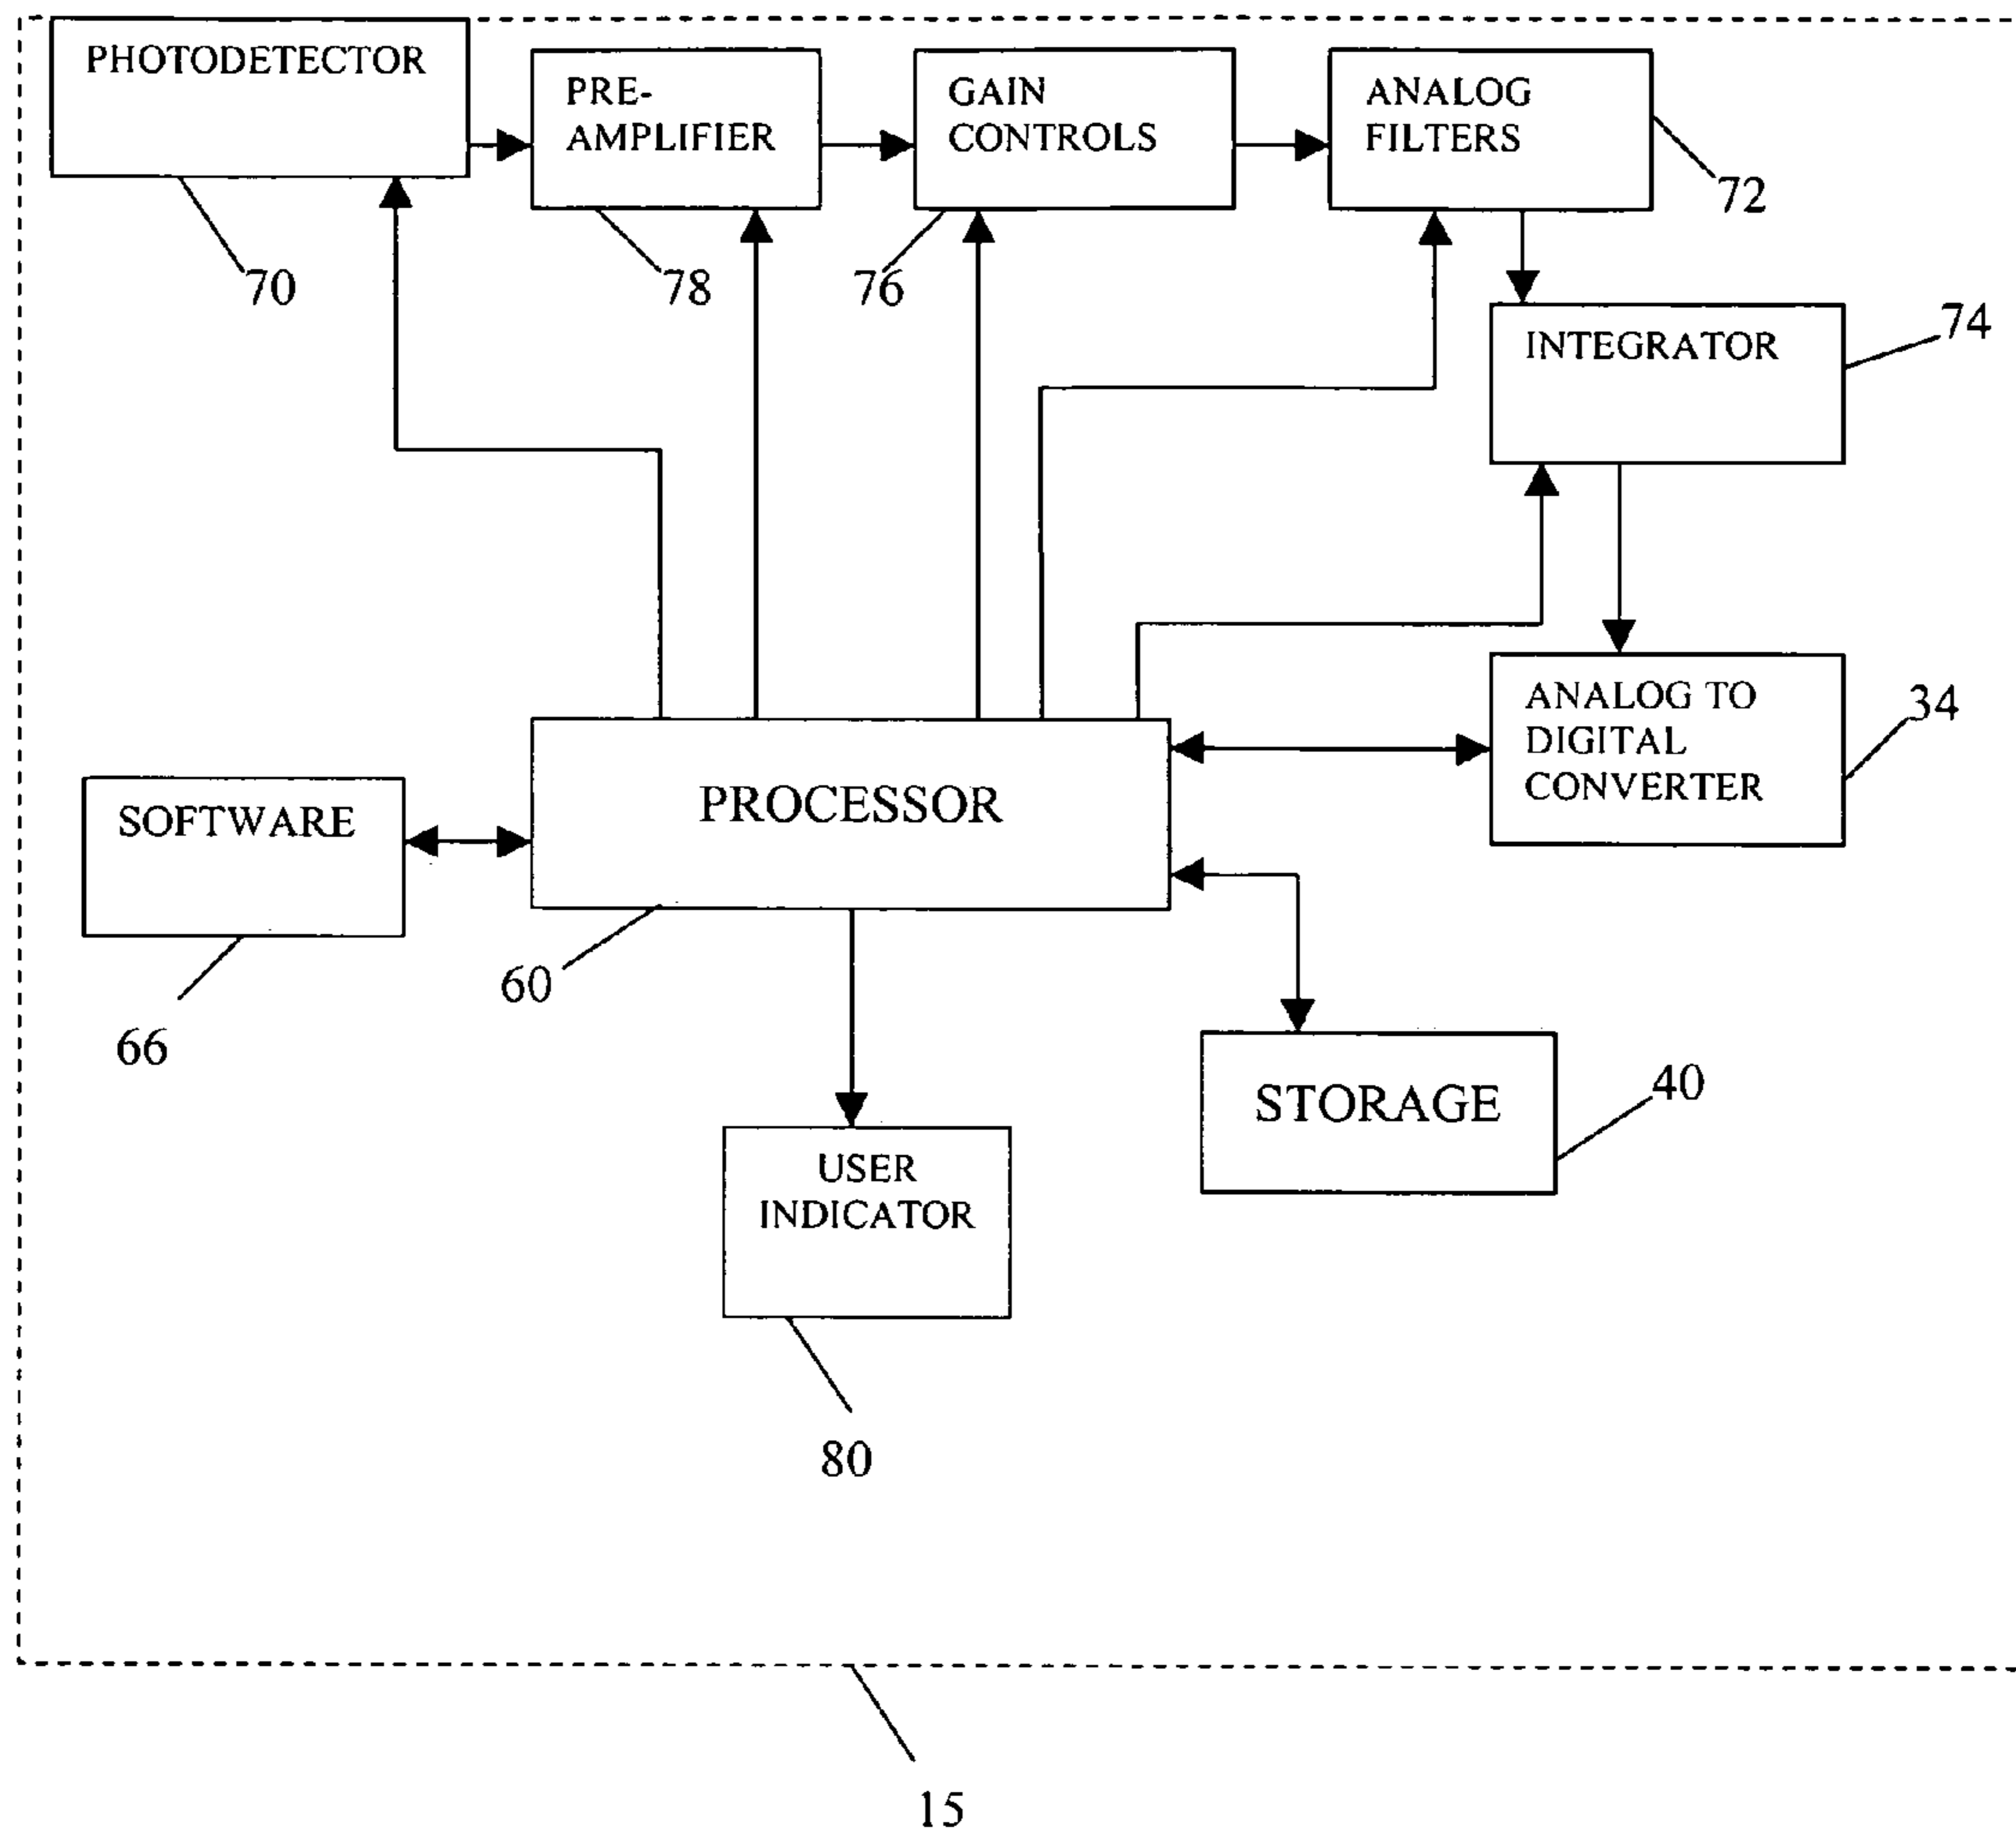 PHOTODETECTOR
PRE-
AMPLIFIER
GAIN
CONTROLS
ANALOG
FILTERS
72
70
78
76
INTEGRATOR
74
ANALOG TO
DIGITAL
CONVERTER
34
PROCESSOR
SOFTWARE
60
66
STORAGE
40
USER
INDICATOR
80
15